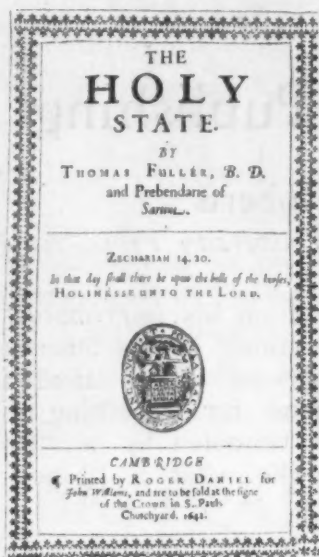 THE
HOLY
STATE.
BY
THOMAS FULLER, B. D.
and Prebendarie of
Sarum.
ZECHARIAH 14. 20.
In that day shall there be upon the bells of the horses,
HOLINESSE UNTO THE LORD.
CAMBRIDGE
¶ Printed by ROGER DANIEL for
John Williams, and are to be sold at the signe
of the Crown in S. Pauls
Churchyard. 1642.